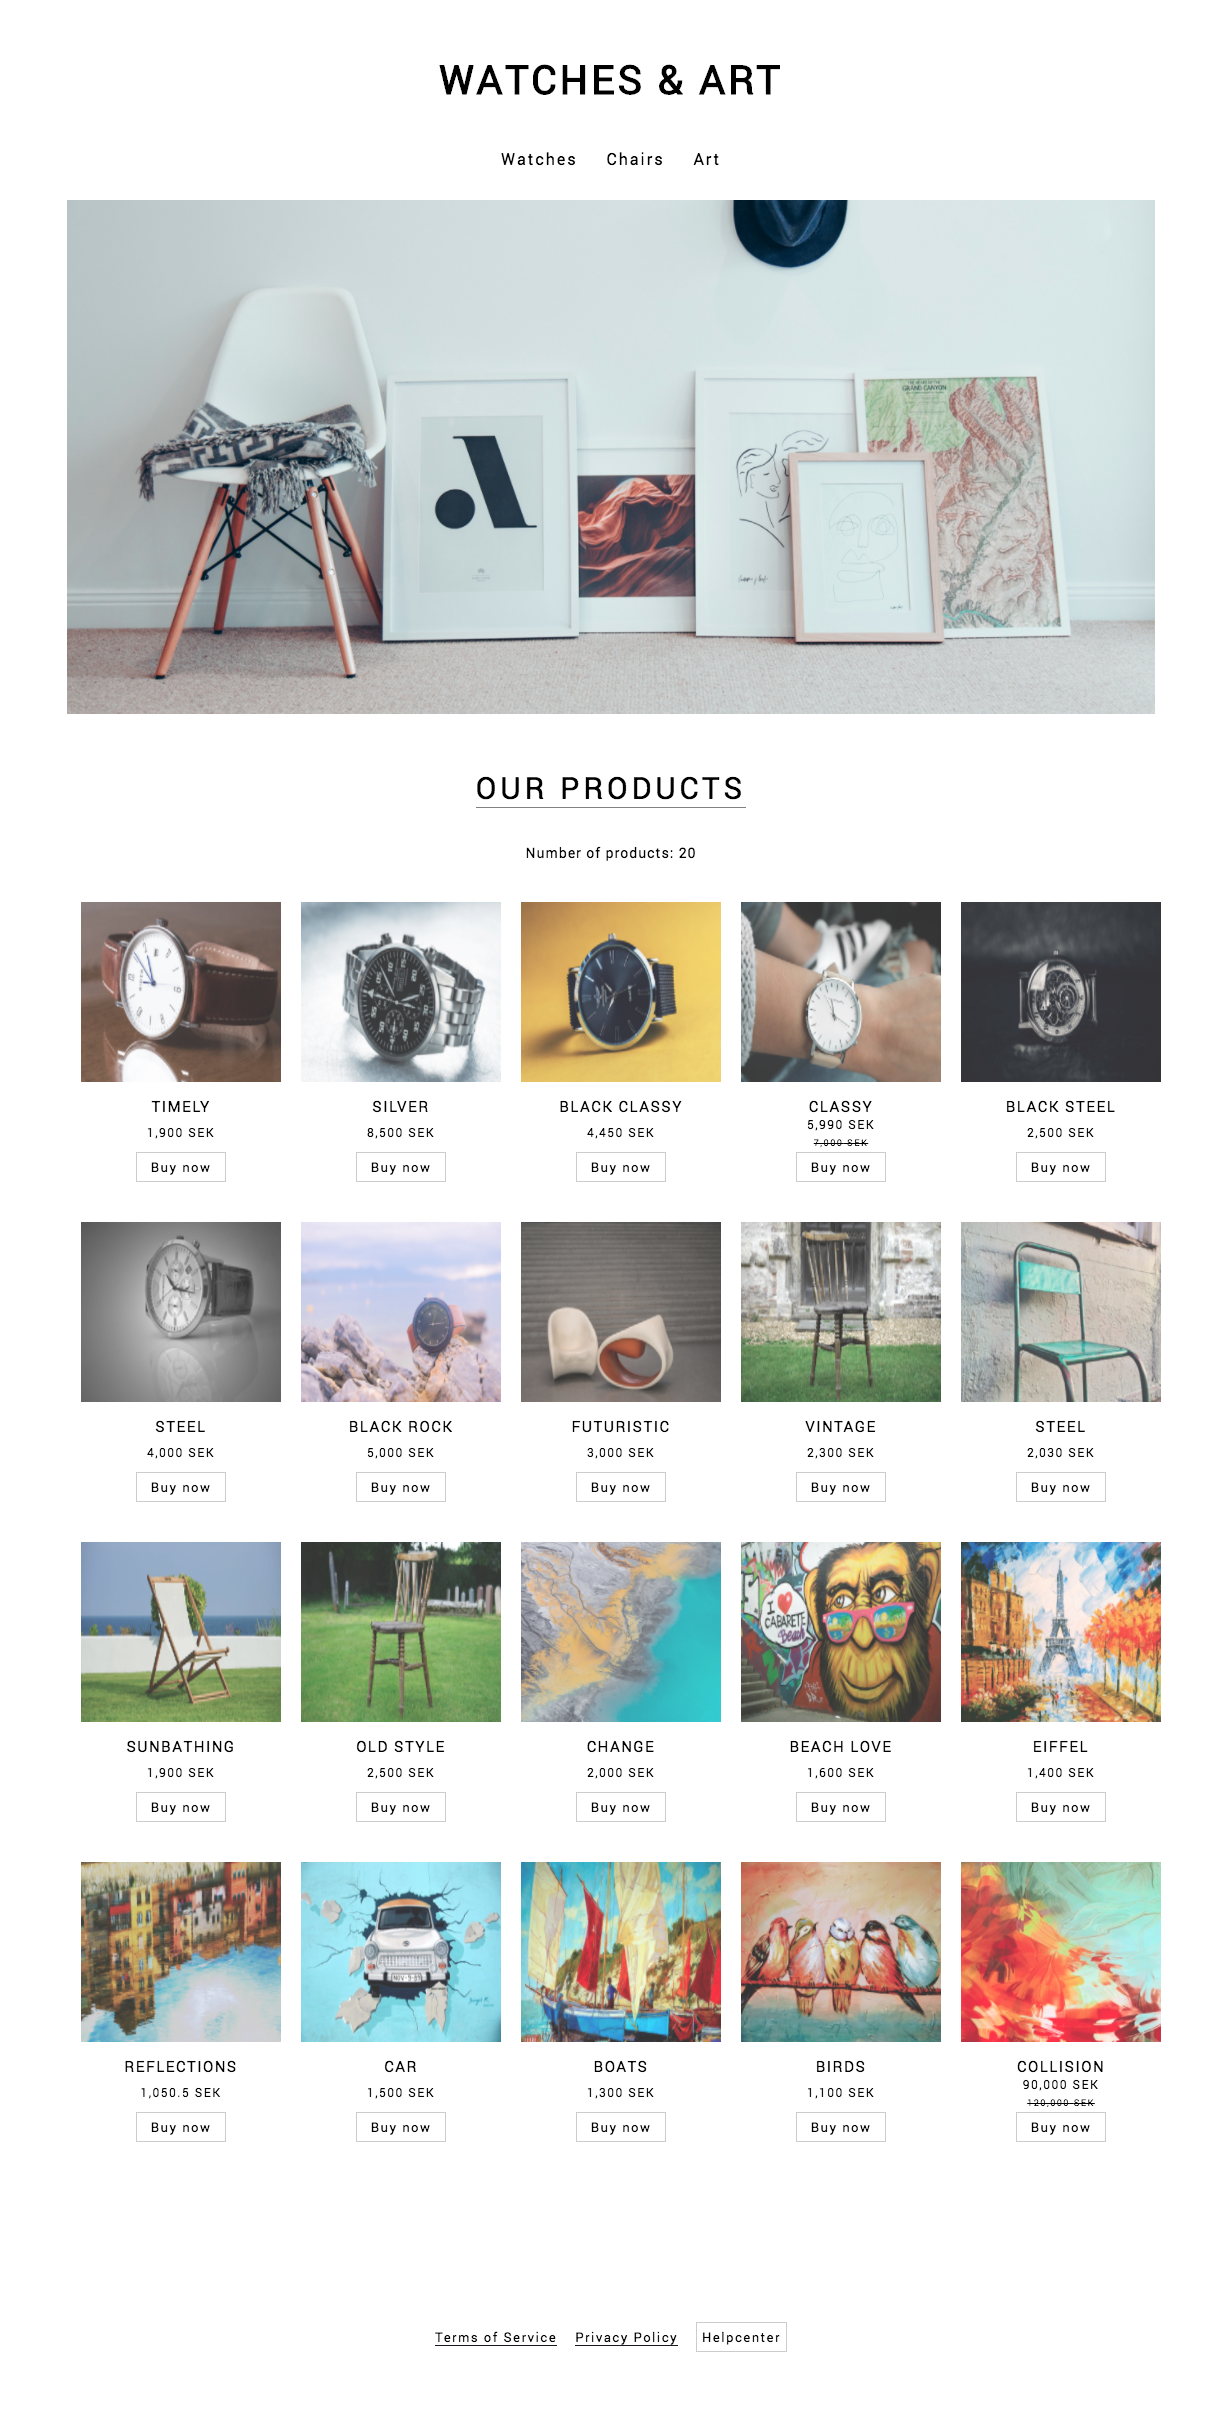 WATCHES & ART
Watches Chairs Art
GRAND CANYON
OUR PRODUCTS
Number of products: 20
TIMELY SILVER BLACK CLASSY CLASSY BLACK STEEL
1,900 SEK 8,500 SEK 4,450 SEK 5,990 SEK 2,500 SEK
7,000 SEK
Buy now Buy now Buy now Buy now Buy now
STEEL BLACK ROCK FUTURISTIC VINTAGE STEEL
4,000 SEK 5,000 SEK 3,000 SEK 2,300 SEK 2,030 SEK
Buy now Buy now Buy now Buy now Buy now
I
CABARETE
Beach
SUNBATHING OLD STYLE CHANGE BEACH LOVE EIFFEL
1,900 SEK 2,500 SEK 2,000 SEK 1,600 SEK 1,400 SEK
Buy now Buy now Buy now Buy now Buy now
REFLECTIONS CAR BOATS BIRDS COLLISION
1,050.5 SEK 1,500 SEK 1,300 SEK 1,100 SEK 90,000 SEK
120,000 SEK
Buy now Buy now Buy now Buy now Buy now
Terms of Service Privacy Policy Helpcenter